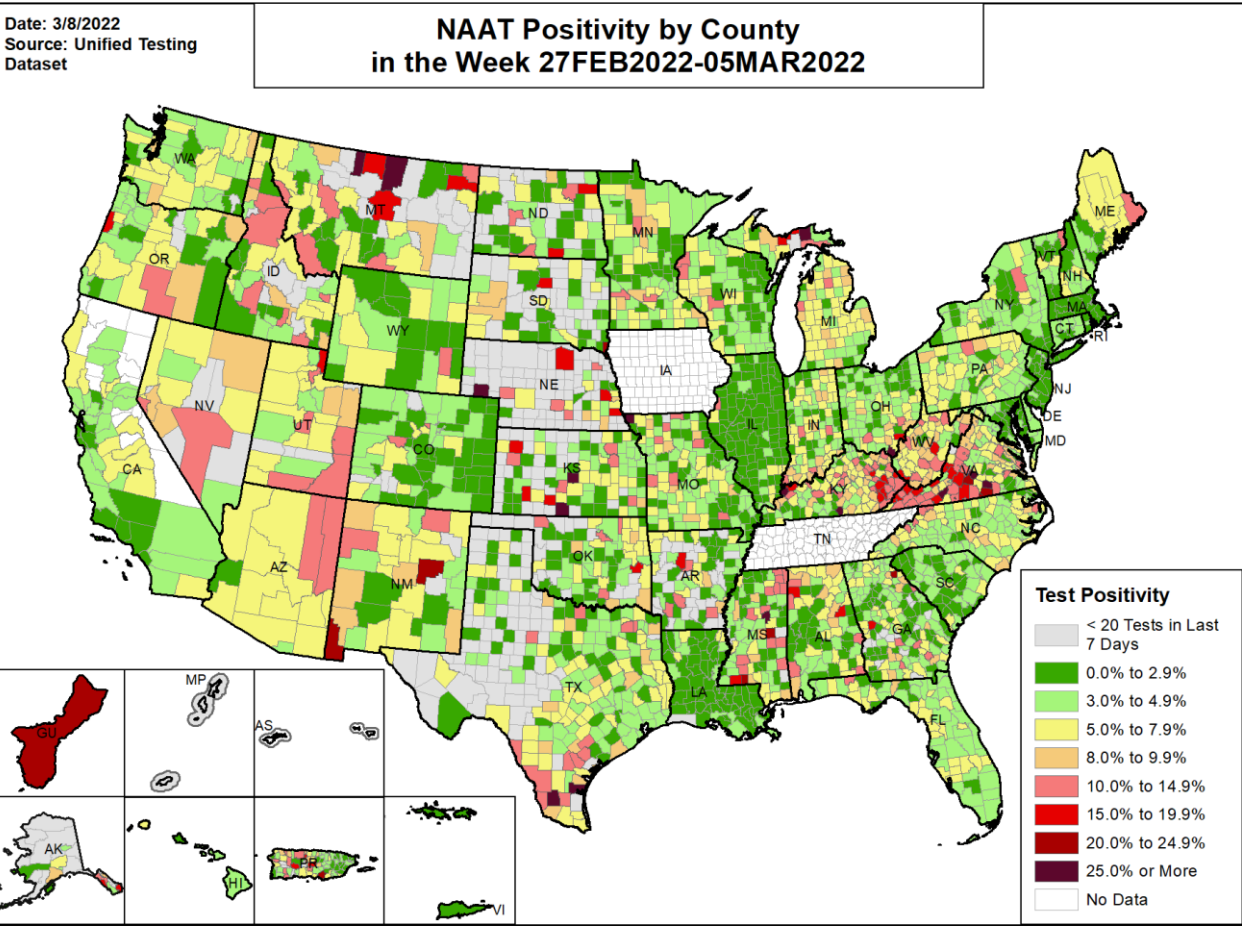 Date: 3/8/2022
Source: Unified Testing
Dataset
NAAT Positivity by County
in the Week 27FEB2022-05MAR2022
WA
MT
ND
MN
ME
OR
ID
SD
WI
MI
VT
NH
NY
MA
CT
RI
WY
NE
IA
PA
NJ
NV
UT
CO
IL
IN
OH
DE
MD
WV
VA
CA
KS
MO
KY
AZ
NM
OK
AR
TN
NC
SC
TX
LA
MS
AL
GA
FL
GU
MP
AS
AK
HI
PR
VI
Test Positivity
< 20 Tests in Last
7 Days
0.0% to 2.9%
3.0% to 4.9%
5.0% to 7.9%
8.0% to 9.9%
10.0% to 14.9%
15.0% to 19.9%
20.0% to 24.9%
25.0% or More
No Data